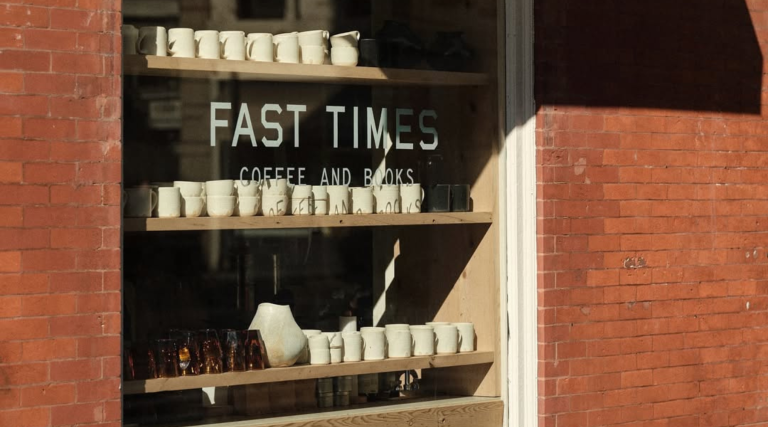 FAST TIMES
COFFEE AND BOOKS